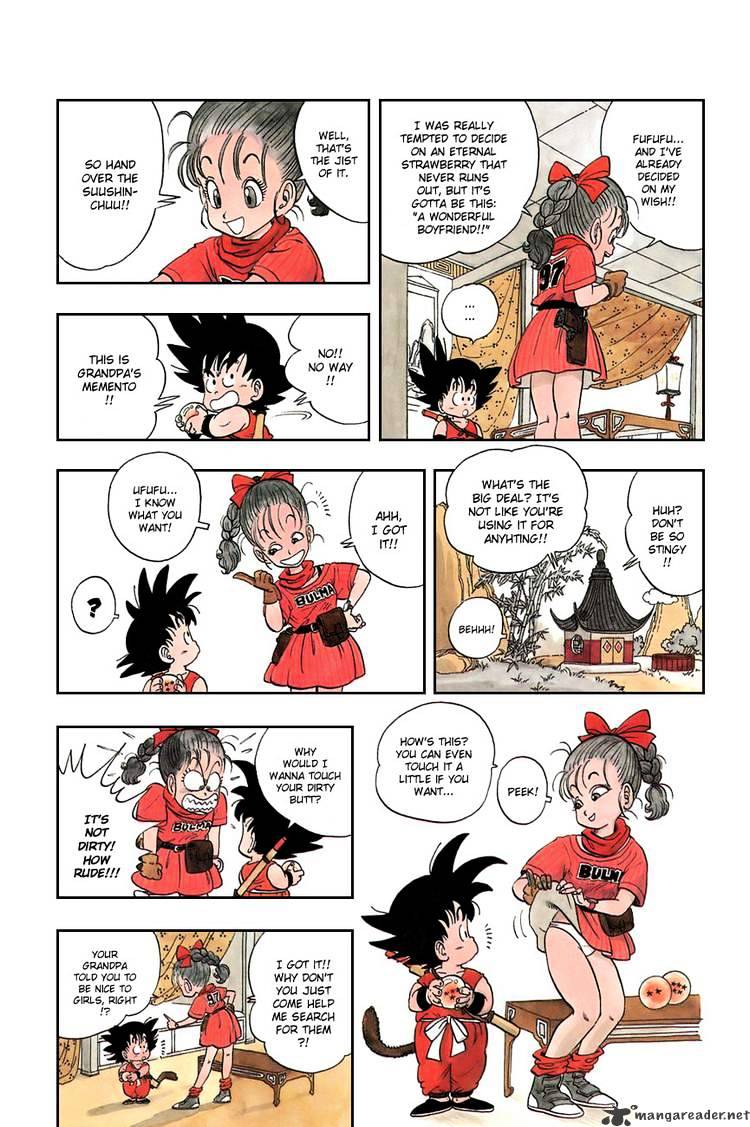 FUFUFU...
AND I'VE
ALREADY
DECIDED
ON MY
WISH!!
I WAS REALLY
TEMPTED TO DECIDE
ON AN ETERNAL
STRAWBERRY THAT
NEVER RUNS
OUT, BUT IT'S
GOTTA BE THIS:
"A WONDERFUL
BOYFRIEND!!"
97
...
...
WELL,
THAT'S
THE JIST
OF IT.
SO HAND
OVER THE
SUUSHIN-
CHUU!!
NO!!
NO WAY
!!
THIS IS
GRANDPA'S
MEMENTO
!!
HUH?
DON'T
BE SO
STINGY
!!
WHAT'S THE
BIG DEAL? IT'S
NOT LIKE YOU'RE
USING IT FOR
ANYHTING!!
BEHHH!
AHH,
I GOT
IT!!
UFUFU...
I KNOW
WHAT YOU
WANT!
BULMA
?
PEEK!
HOW'S THIS?
YOU CAN EVEN
TOUCH IT
A LITTLE IF YOU
WANT...
BULM
WHY
WOULD I
WANNA TOUCH
YOUR DIRTY
BUTT?
BULMA
IT'S
NOT
DIRTY!
HOW
RUDE!!!
I GOT IT!!
WHY DON'T
YOU JUST
COME HELP
ME SEARCH
FOR THEM
?!
YOUR
GRANDPA
TOLD YOU TO
BE NICE TO
GIRLS, RIGHT
!?
97
mangareader.net